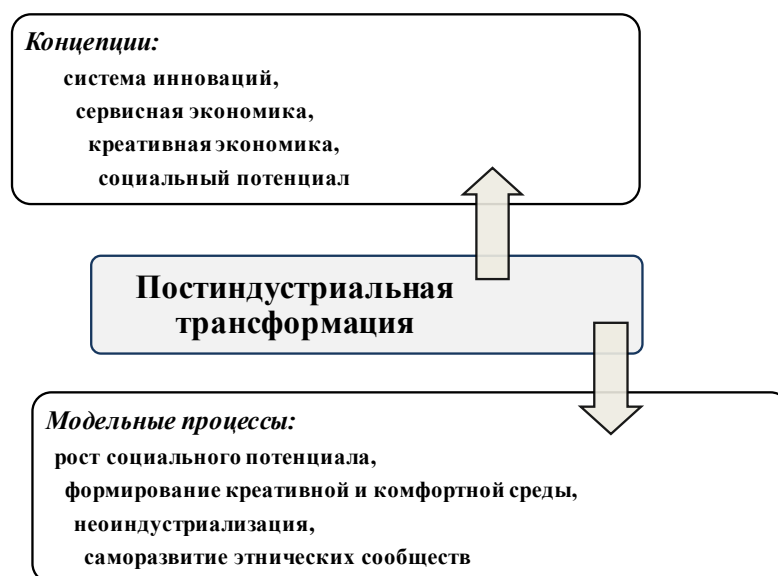 Концепции:
система инноваций,
сервисная экономика,
креативная экономика,
социальный потенциал
Постиндустриальная
трансформация
Модельные процессы:
рост социального потенциала,
формирование креативной и комфортной среды,
неоиндустриализация,
саморазвитие этнических сообществ